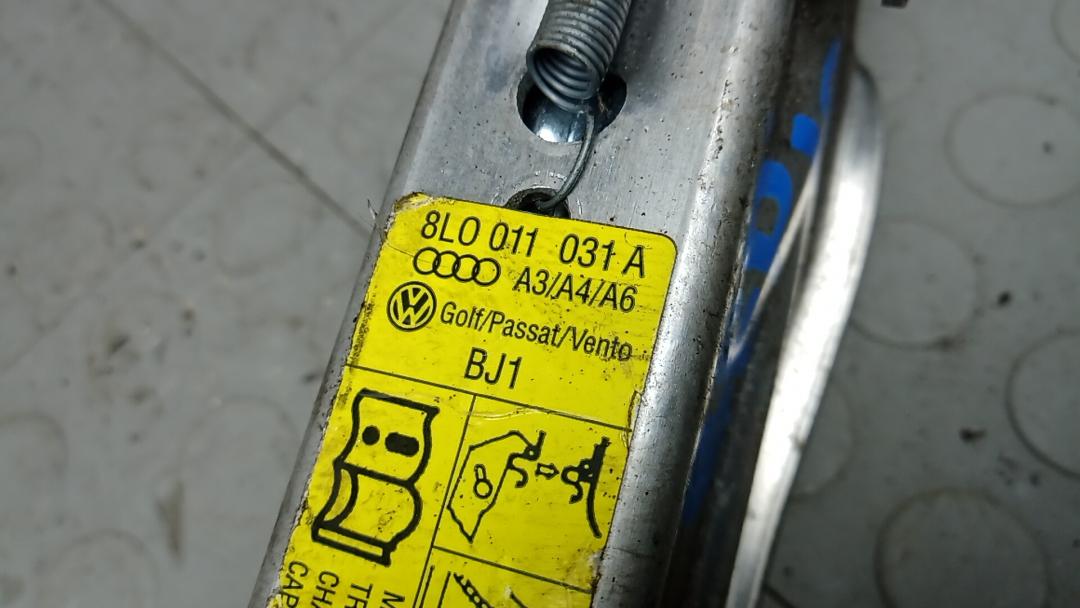 8L0 011 031 A
A3/A4/A6
Golf/Passat/Vento
BJ1